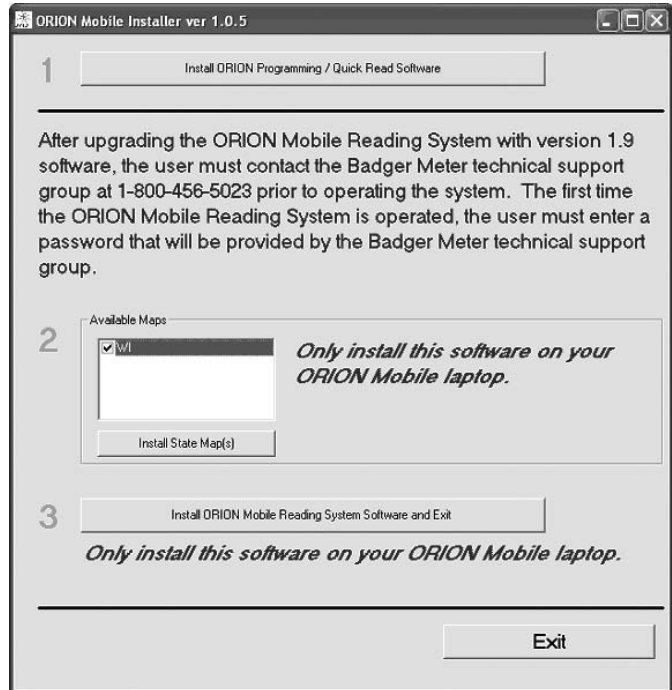 ORION Mobile Installer ver 1.0.5
1
Install ORION Programming / Quick Read Software
After upgrading the ORION Mobile Reading System with version 1.9
software, the user must contact the Badger Meter technical support
group at 1-800-456-5023 prior to operating the system. The first time
the ORION Mobile Reading System is operated, the user must enter a
password that will be provided by the Badger Meter technical support
group.
2
Available Maps
WI
Only install this software on your
ORION Mobile laptop.
Install State Map(s)
3
Install ORION Mobile Reading System Software and Exit
Only install this software on your ORION Mobile laptop.
Exit